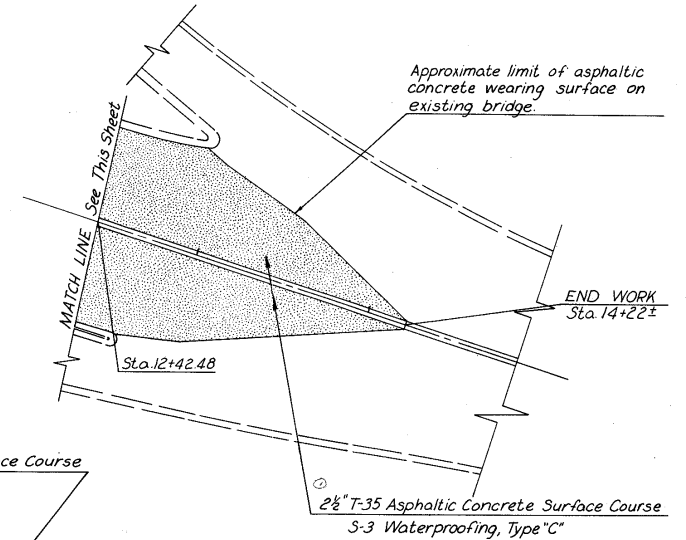 Approximate limit of asphaltic
concrete wearing surface on
existing bridge.
MATCH LINE See This Sheet
END WORK
Sta. 14+22±
Sta. 12+42.48
ce Course
①
2½" T-35 Asphaltic Concrete Surface Course
S-3 Waterproofing, Type "C"